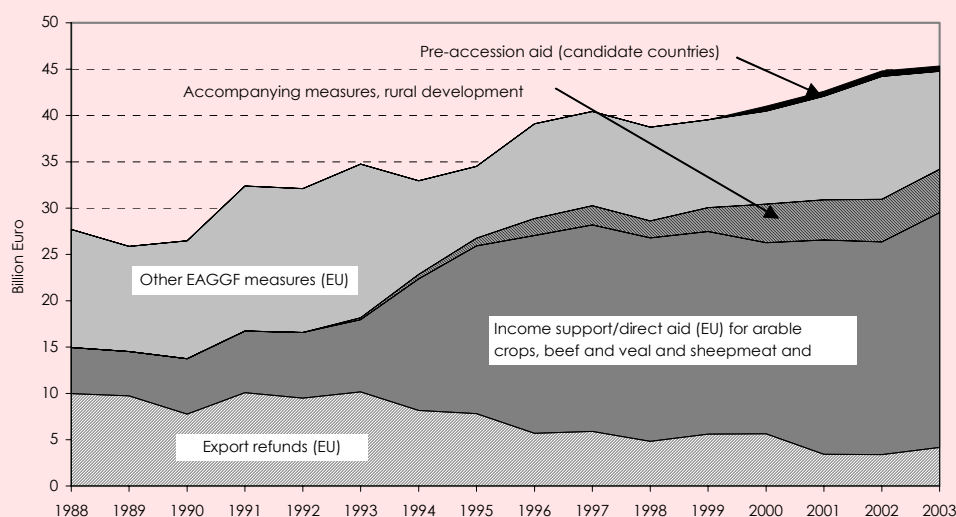 50
45
40
35
30
25
20
15
10
5
0
Billion Euro
Pre-accession aid (candidate countries)
Accompanying measures, rural development
Other EAGGF measures (EU)
Income support/direct aid (EU) for arable
crops, beef and veal and sheepmeat and
Export refunds (EU)
1988 1989 1990 1991 1992 1993 1994 1995 1996 1997 1998 1999 2000 2001 2002 2003